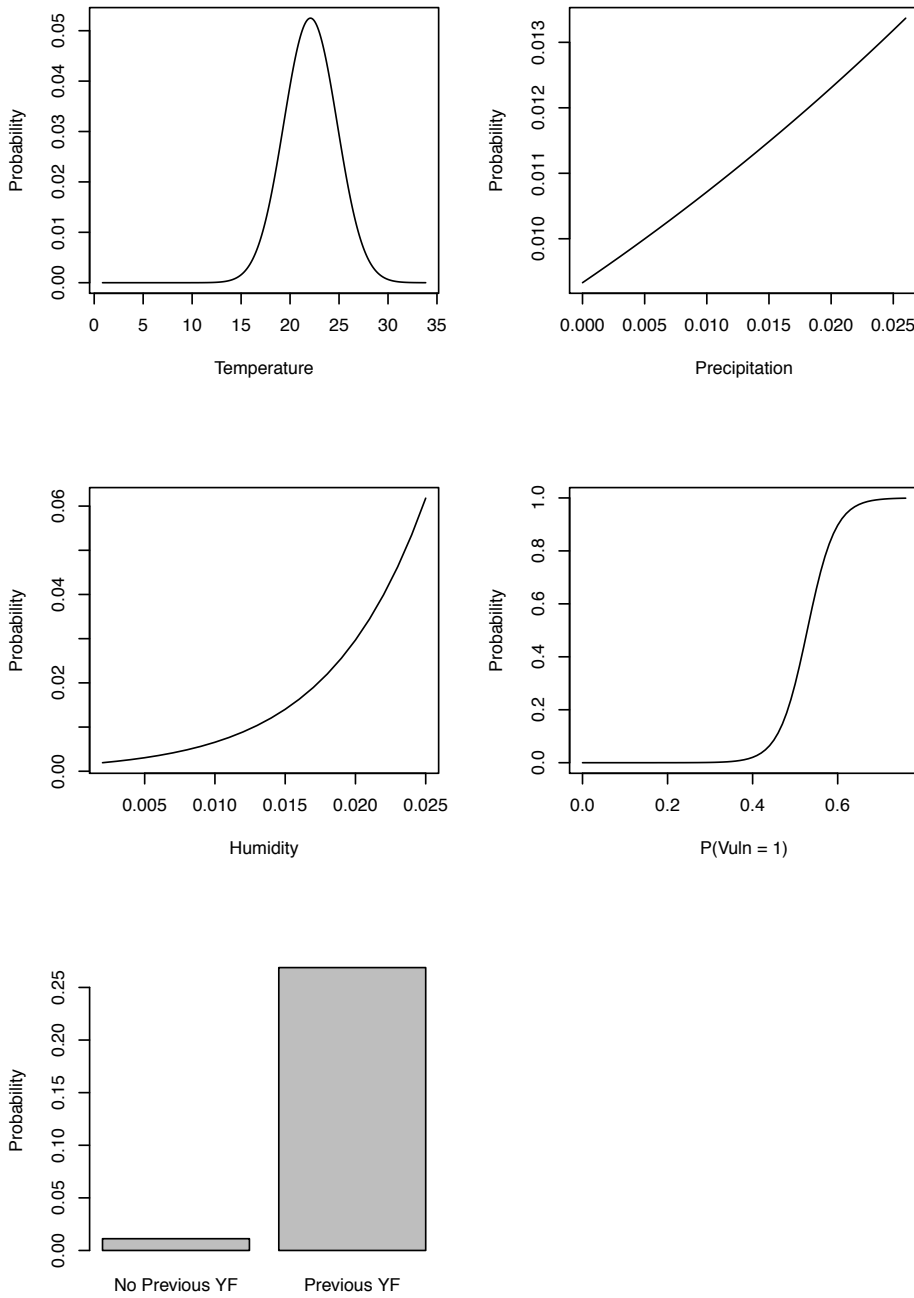 Probability
0.00 0.01 0.02 0.03 0.04 0.05
0 5 10 15 20 25 30 35
Temperature
Probability
0.010 0.011 0.012 0.013
0.000 0.005 0.010 0.015 0.020 0.025
Precipitation
Probability
0.00 0.02 0.04 0.06
0.005 0.010 0.015 0.020 0.025
Humidity
Probability
0.0 0.2 0.4 0.6 0.8 1.0
0.0 0.2 0.4 0.6
P(Vuln = 1)
Probability
0.00 0.05 0.10 0.15 0.20 0.25
No Previous YF Previous YF